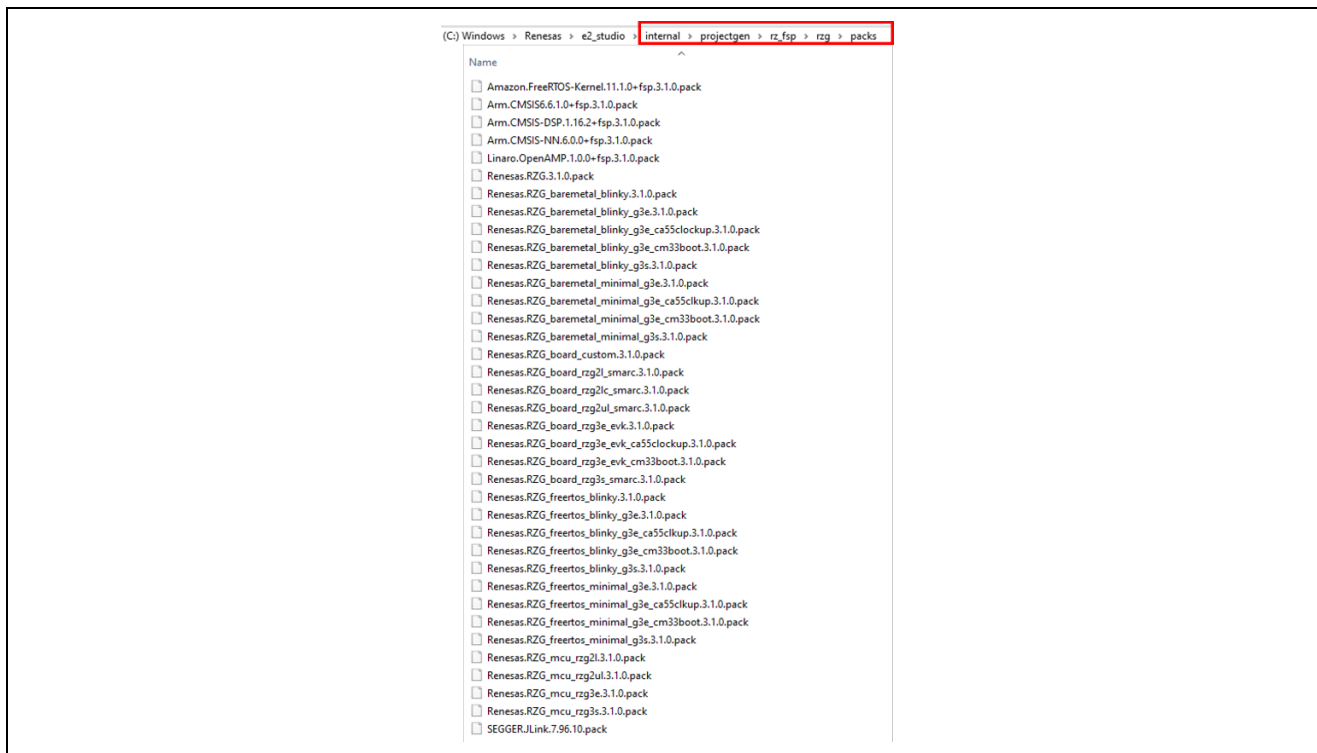 (C:) Windows > Renesas > e2_studio > internal > projectgen > rz_fsp > rzg > packs
Name
Amazon.FreeRTOS-Kernel.11.1.0+fsp.3.1.0.pack
Arm.CMSIS6.6.1.0+fsp.3.1.0.pack
Arm.CMSIS-DSP.1.16.2+fsp.3.1.0.pack
Arm.CMSIS-NN.6.0.0+fsp.3.1.0.pack
Linaro.OpenAMP.1.0.0+fsp.3.1.0.pack
Renesas.RZG.3.1.0.pack
Renesas.RZG_baremetal_blinky.3.1.0.pack
Renesas.RZG_baremetal_blinky_g3e.3.1.0.pack
Renesas.RZG_baremetal_blinky_g3e_ca55clockup.3.1.0.pack
Renesas.RZG_baremetal_blinky_g3e_cm33boot.3.1.0.pack
Renesas.RZG_baremetal_blinky_g3s.3.1.0.pack
Renesas.RZG_baremetal_minimal_g3e.3.1.0.pack
Renesas.RZG_baremetal_minimal_g3e_ca55clkup.3.1.0.pack
Renesas.RZG_baremetal_minimal_g3e_cm33boot.3.1.0.pack
Renesas.RZG_baremetal_minimal_g3s.3.1.0.pack
Renesas.RZG_board_custom.3.1.0.pack
Renesas.RZG_board_rzg2l_smarc.3.1.0.pack
Renesas.RZG_board_rzg2lc_smarc.3.1.0.pack
Renesas.RZG_board_rzg2ul_smarc.3.1.0.pack
Renesas.RZG_board_rzg3e_evk.3.1.0.pack
Renesas.RZG_board_rzg3e_evk_ca55clockup.3.1.0.pack
Renesas.RZG_board_rzg3e_evk_cm33boot.3.1.0.pack
Renesas.RZG_board_rzg3s_smarc.3.1.0.pack
Renesas.RZG_freertos_blinky.3.1.0.pack
Renesas.RZG_freertos_blinky_g3e.3.1.0.pack
Renesas.RZG_freertos_blinky_g3e_ca55clkup.3.1.0.pack
Renesas.RZG_freertos_blinky_g3e_cm33boot.3.1.0.pack
Renesas.RZG_freertos_blinky_g3s.3.1.0.pack
Renesas.RZG_freertos_minimal_g3e.3.1.0.pack
Renesas.RZG_freertos_minimal_g3e_ca55clkup.3.1.0.pack
Renesas.RZG_freertos_minimal_g3e_cm33boot.3.1.0.pack
Renesas.RZG_freertos_minimal_g3s.3.1.0.pack
Renesas.RZG_mcu_rzg2l.3.1.0.pack
Renesas.RZG_mcu_rzg2ul.3.1.0.pack
Renesas.RZG_mcu_rzg3e.3.1.0.pack
Renesas.RZG_mcu_rzg3s.3.1.0.pack
SEGGER.JLink.7.96.10.pack